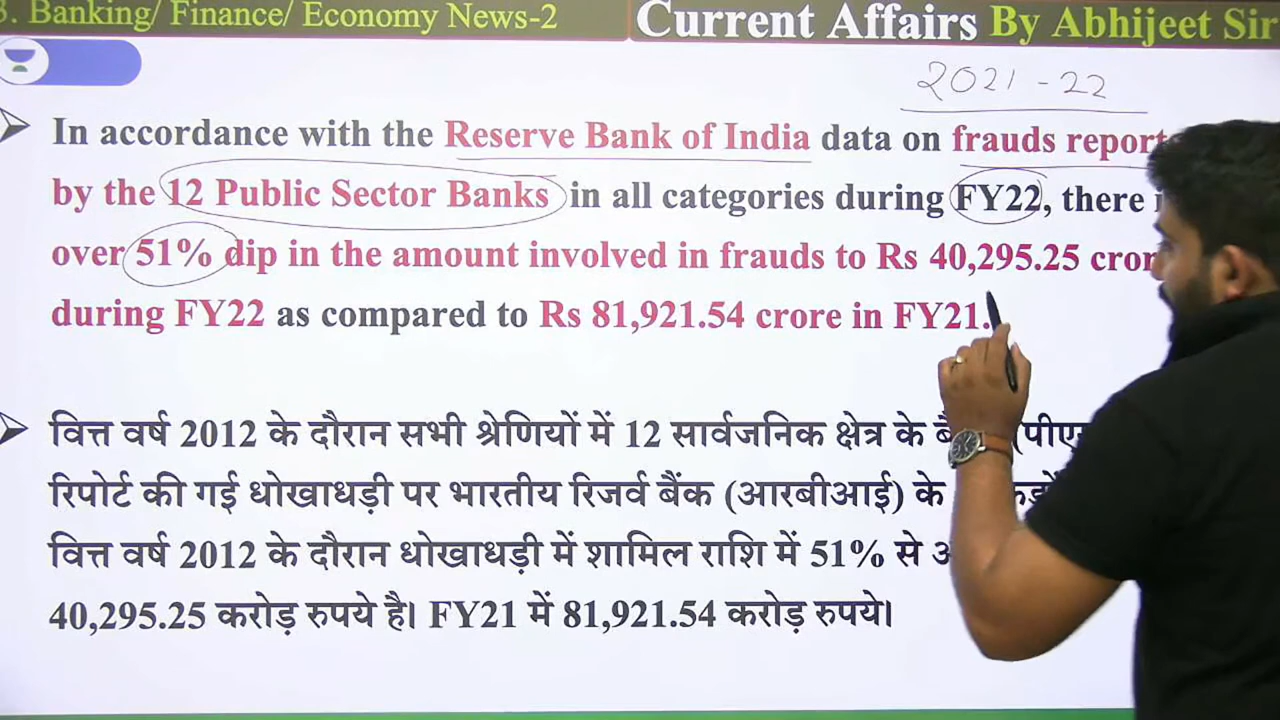 3. Banking/ Finance/ Economy News-2
Current Affairs By Abhijeet Sir
2021-22
In accordance with the Reserve Bank of India data on frauds
by the 12 Public Sector Banks in all categories during FY22, there
over 51% dip in the amount involved in frauds to Rs 40,295.25
during FY22 as compared to Rs 81,921.54 crore in FY21.
वित्त वर्ष 2012 के दौरान सभी श्रेणियों में 12 सार्वजनिक क्षेत्र के
रिपोर्ट की गई धोखाधड़ी पर भारतीय रिजर्व बैंक (आरबीआई) के
वित्त वर्ष 2012 के दौरान धोखाधड़ी में शामिल राशि में 51% से
40,295.25 करोड़ रुपये है। FY21 में 81,921.54 करोड़ रुपये।